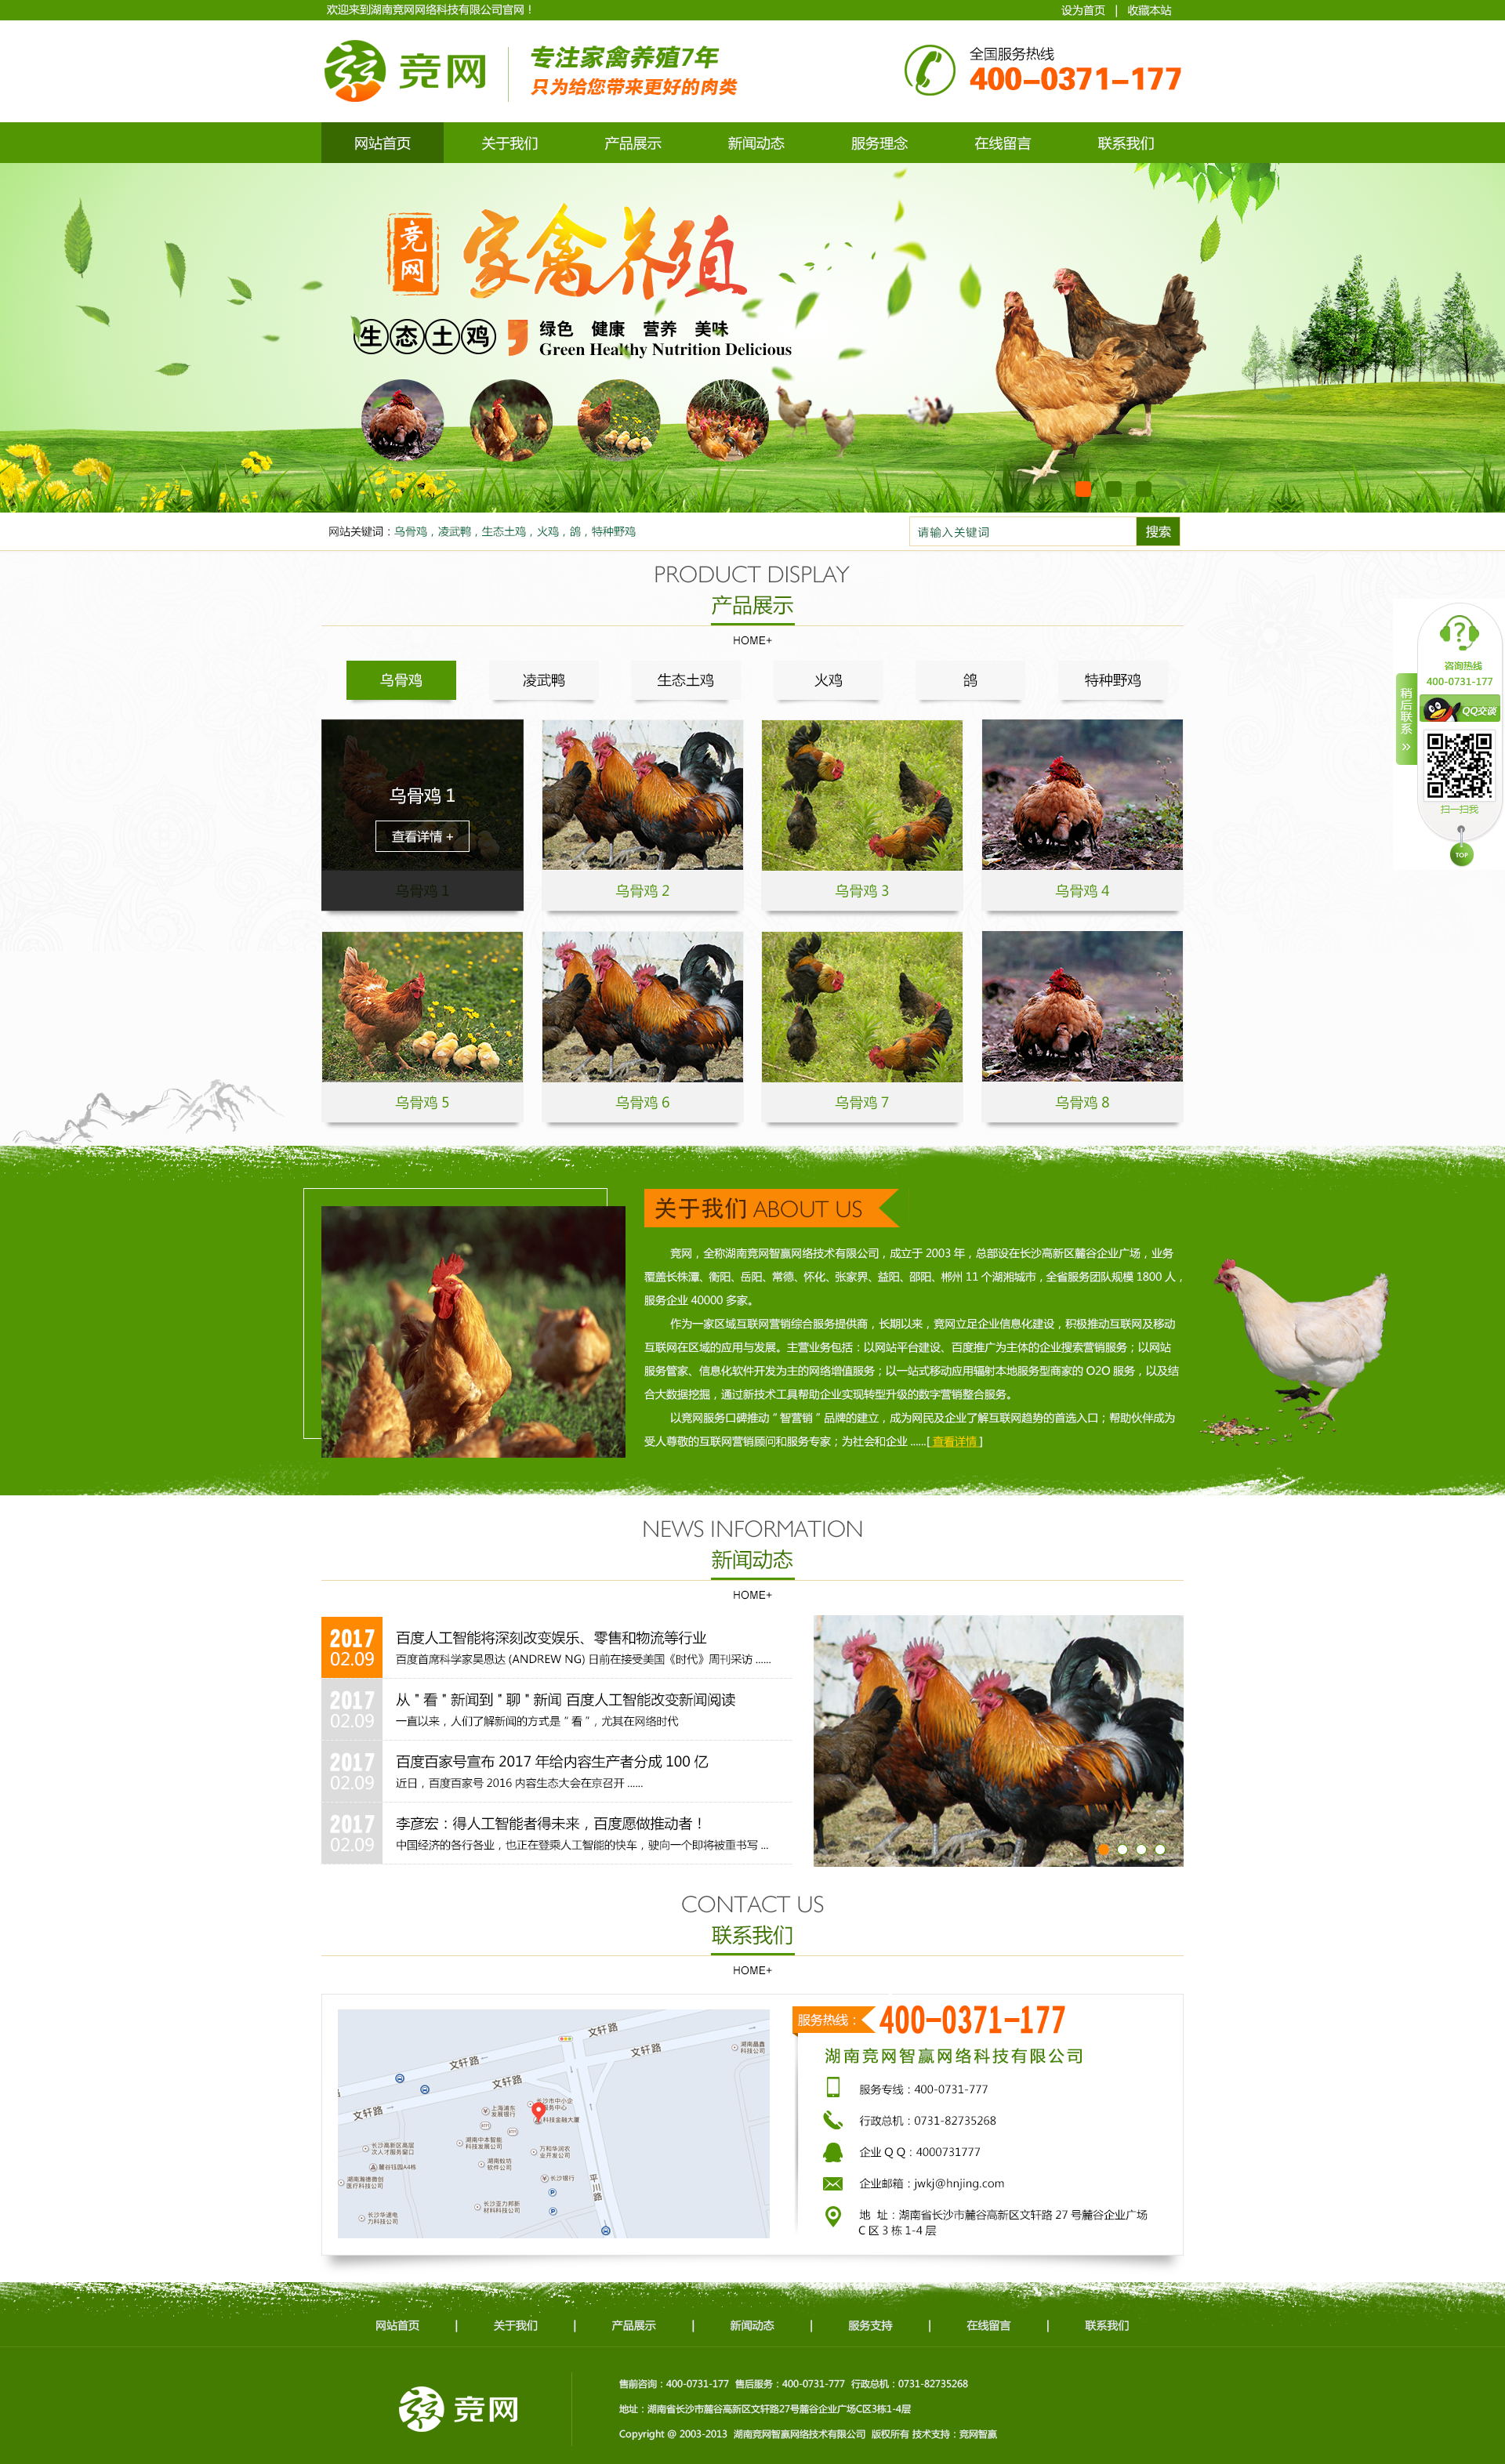 欢迎来到湖南竞网网络科技有限公司官网！
设为首页 | 收藏本站
竞网
专注家禽养殖7年
只为给您带来更好的肉类
全国服务热线
400-0371-177
网站首页 关于我们 产品展示 新闻动态 服务理念 在线留言 联系我们
竞网
家禽养殖
生态土鸡
绿色 健康 营养 美味
Green Healthy Nutrition Delicious
网站关键词：乌骨鸡，凌武鸭，生态土鸡，火鸡，鸽，特种野鸡
请输入关键词 搜索
PRODUCT DISPLAY
产品展示
HOME+
乌骨鸡 凌武鸭 生态土鸡 火鸡 鸽 特种野鸡
乌骨鸡 1
查看详情 +
乌骨鸡 1 乌骨鸡 2 乌骨鸡 3 乌骨鸡 4
乌骨鸡 5 乌骨鸡 6 乌骨鸡 7 乌骨鸡 8
咨询热线
400-0731-177
QQ交谈
稍后联系 »
扫一扫我
TOP
关于我们 ABOUT US
竞网，全称湖南竞网智赢网络技术有限公司，成立于 2003 年，总部设在长沙高新区麓谷企业广场，业务
覆盖长株潭、衡阳、岳阳、常德、怀化、张家界、益阳、邵阳、郴州 11 个湖湘城市，全省服务团队规模 1800 人，
服务企业 40000 多家。
作为一家区域互联网营销综合服务提供商，长期以来，竞网立足企业信息化建设，积极推动互联网及移动
互联网在区域的应用与发展。主营业务包括：以网站平台建设、百度推广为主体的企业搜索营销服务；以网站
服务管家、信息化软件开发为主的网络增值服务；以一站式移动应用辐射本地服务型商家的 O2O 服务，以及结
合大数据挖掘，通过新技术工具帮助企业实现转型升级的数字营销整合服务。
以竞网服务口碑推动 " 智营销 " 品牌的建立，成为网民及企业了解互联网趋势的首选入口；帮助伙伴成为
受人尊敬的互联网营销顾问和服务专家；为社会和企业 ......[ 查看详情 ]
NEWS INFORMATION
新闻动态
HOME+
2017
02.09
百度人工智能将深刻改变娱乐、零售和物流等行业
百度首席科学家吴恩达 (ANDREW NG) 日前在接受美国《时代》周刊采访 ......
2017
02.09
从 " 看 " 新闻到 " 聊 " 新闻 百度人工智能改变新闻阅读
一直以来，人们了解新闻的方式是 " 看 "，尤其在网络时代
2017
02.09
百度百家号宣布 2017 年给内容生产者分成 100 亿
近日，百度百家号 2016 内容生态大会在京召开 ......
2017
02.09
李彦宏：得人工智能者得未来，百度愿做推动者！
中国经济的各行各业，也正在登乘人工智能的快车，驶向一个即将被重书写 ...
CONTACT US
联系我们
HOME+
文轩路
文轩路
文轩路
文轩路
文轩路
平川路
长沙银行
服务热线：400-0371-177
湖南竞网智赢网络科技有限公司
服务专线：400-0731-777
行政总机：0731-82735268
企业 Q Q：4000731777
企业邮箱：jwkj@hnjing.com
地 址：湖南省长沙市麓谷高新区文轩路 27 号麓谷企业广场
C 区 3 栋 1-4 层
网站首页 | 关于我们 | 产品展示 | 新闻动态 | 服务支持 | 在线留言 | 联系我们
竞网
售前咨询：400-0731-177 售后服务：400-0731-777 行政总机：0731-82735268
地址：湖南省长沙市麓谷高新区文轩路27号麓谷企业广场C区3栋1-4层
Copyright @ 2003-2013 湖南竞网智赢网络技术有限公司 版权所有 技术支持：竞网智赢